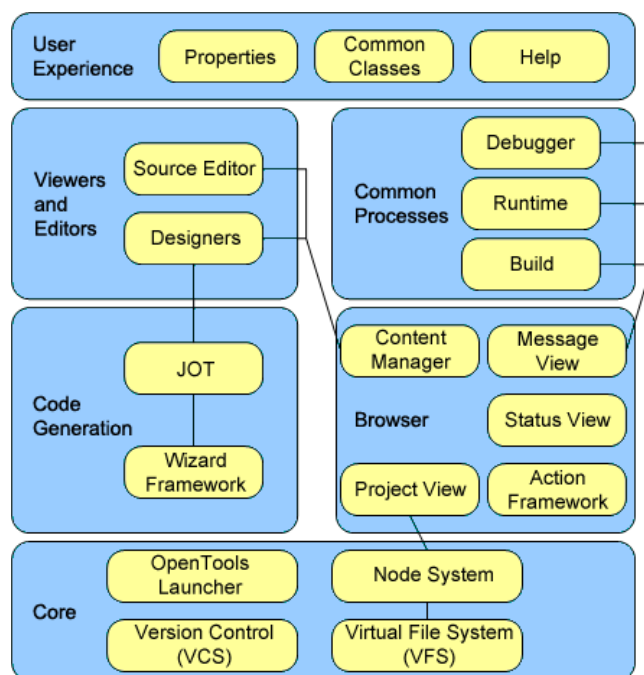 User
Experience
Properties
Common
Classes
Help
Viewers
and
Editors
Source Editor
Designers
Common
Processes
Debugger
Runtime
Build
Code
Generation
JOT
Wizard
Framework
Content
Manager
Message
View
Browser
Status View
Project View
Action
Framework
Core
OpenTools
Launcher
Node System
Version Control
(VCS)
Virtual File System
(VFS)